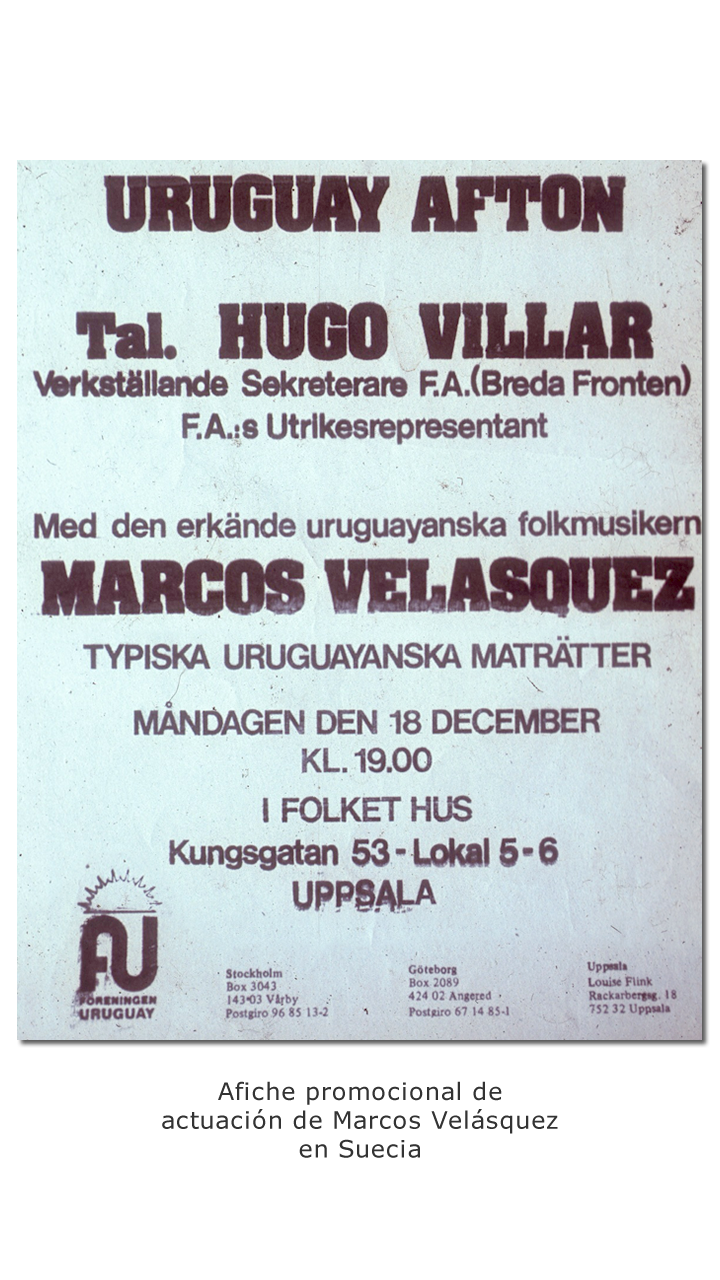 URUGUAY AFTON
Tal. HUGO VILLAR
Verkställande Sekreterare F.A.(Breda Fronten)
F.A.:s Utrikesrepresentant
Med den erkände uruguayanska folkmusikern
MARCOS VELASQUEZ
TYPISKA URUGUAYANSKA MATRÄTTER
MÅNDAGEN DEN 18 DECEMBER
KL. 19.00
I FOLKET HUS
Kungsgatan 53 - Lokal 5 - 6
UPPSALA
FU
FÖRENINGEN
URUGUAY
Stockholm
Box 3043
143 03 Vårby
Postgiro 96 85 13-2
Göteborg
Box 2089
424 02 Angered
Postgiro 67 14 85-1
Uppsala
Louise Flink
Rackarbergsg. 18
752 32 Uppsala
Afiche promocional de
actuación de Marcos Velásquez
en Suecia